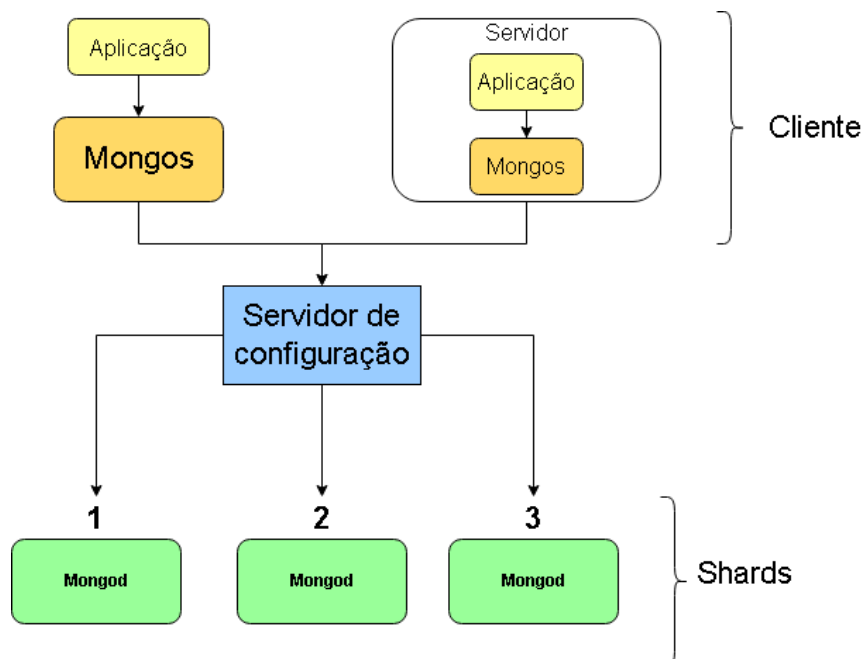 Aplicação
Mongos
Servidor
Aplicação
Mongos
Cliente
Servidor de
configuração
1
2
3
Mongod
Mongod
Mongod
Shards